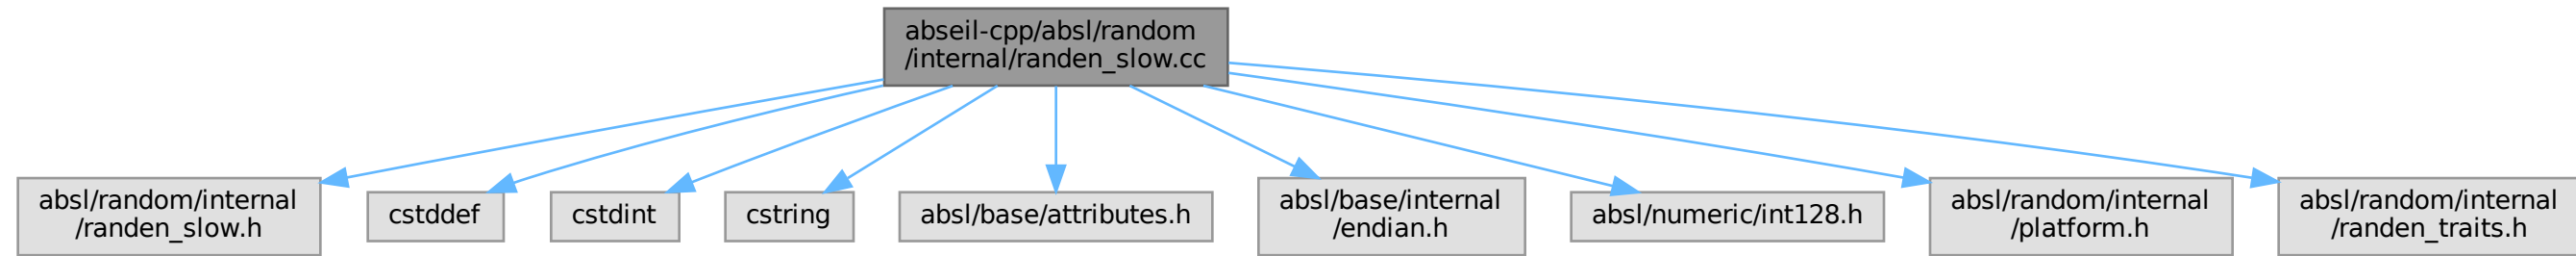 abseil-cpp/absl/random
/internal/randen_slow.cc
absl/random/internal
/randen_slow.h
cstddef
cstdint
cstring
absl/base/attributes.h
absl/base/internal
/endian.h
absl/numeric/int128.h
absl/random/internal
/platform.h
absl/random/internal
/randen_traits.h